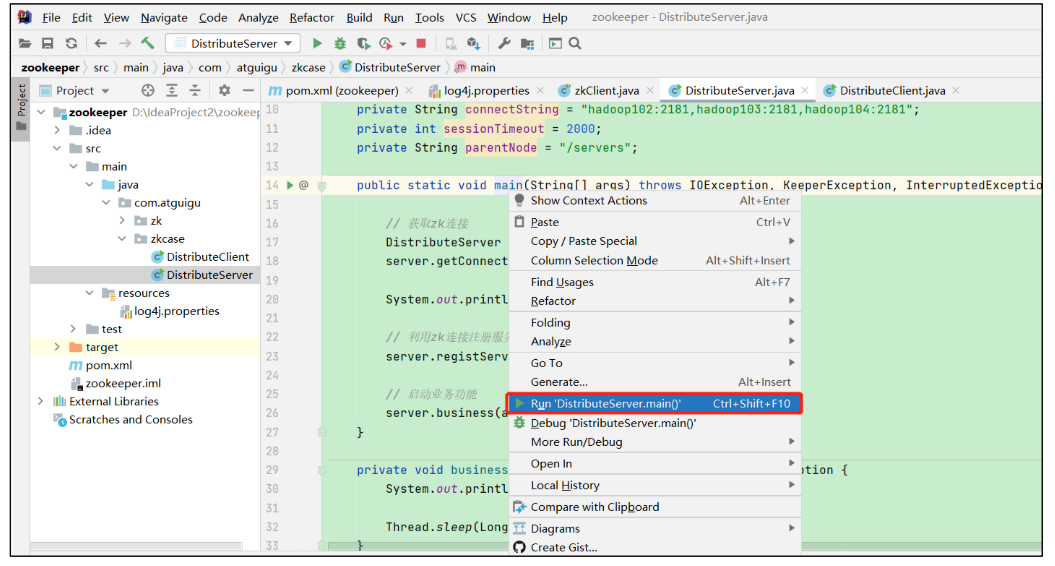 File Edit View Navigate Code Analyze Refactor Build Run Tools VCS Window Help zookeeper - DistributeServer.java
DistributeServer
zookeeper src main java com atguigu zkcase DistributeServer main
Project
Project
pom.xml (zookeeper) log4j.properties zkClient.java DistributeServer.java DistributeClient.java
zookeeper D:\IdeaProject2\zookeep
.idea
src
main
java
com.atguigu
zk
zkcase
DistributeClient
DistributeServer
resources
log4j.properties
test
target
pom.xml
zookeeper.iml
External Libraries
Scratches and Consoles
10 private String connectString = "hadoop102:2181,hadoop103:2181,hadoop104:2181";
11 private int sessionTimeout = 2000;
12 private String parentNode = "/servers";
13
14 public static void main(String[] args) throws IOException, KeeperException, InterruptedExceptio
15
16 // 获取zk连接
17 DistributeServer
18 server.getConnect
19
20 System.out.printl
21
22 // 利用zk连接注册服务
23 server.registServ
24
25 // 启动业务功能
26 server.business(a
27 }
28
29 private void business ption {
30 System.out.printl
31
32 Thread.sleep(Long
33 }
Show Context Actions Alt+Enter
Paste Ctrl+V
Copy / Paste Special
Column Selection Mode Alt+Shift+Insert
Find Usages Alt+F7
Refactor
Folding
Analyze
Go To
Generate... Alt+Insert
Run 'DistributeServer.main()' Ctrl+Shift+F10
Debug 'DistributeServer.main()'
More Run/Debug
Open In
Local History
Compare with Clipboard
Diagrams
Create Gist...